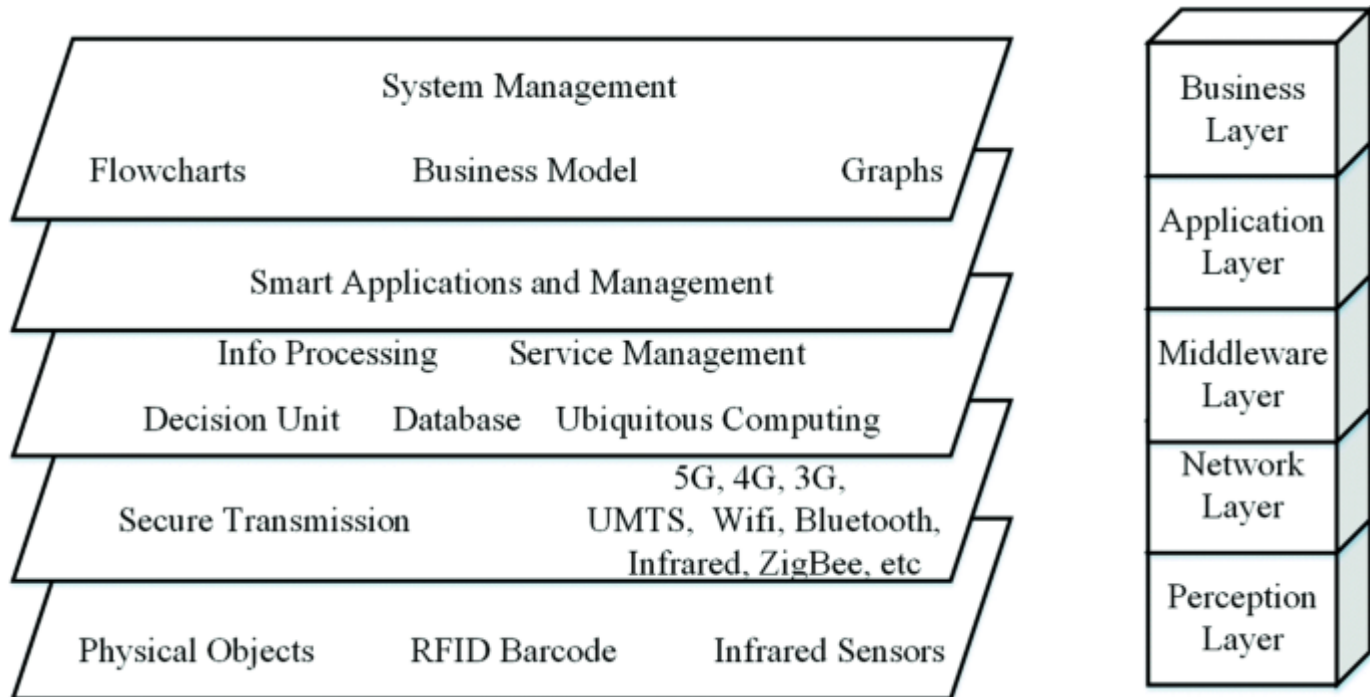 System Management
Flowcharts Business Model Graphs
Smart Applications and Management
Info Processing Service Management
Decision Unit Database Ubiquitous Computing
5G, 4G, 3G,
Secure Transmission UMTS, Wifi, Bluetooth,
Infrared, ZigBee, etc
Physical Objects RFID Barcode Infrared Sensors
Business
Layer
Application
Layer
Middleware
Layer
Network
Layer
Perception
Layer